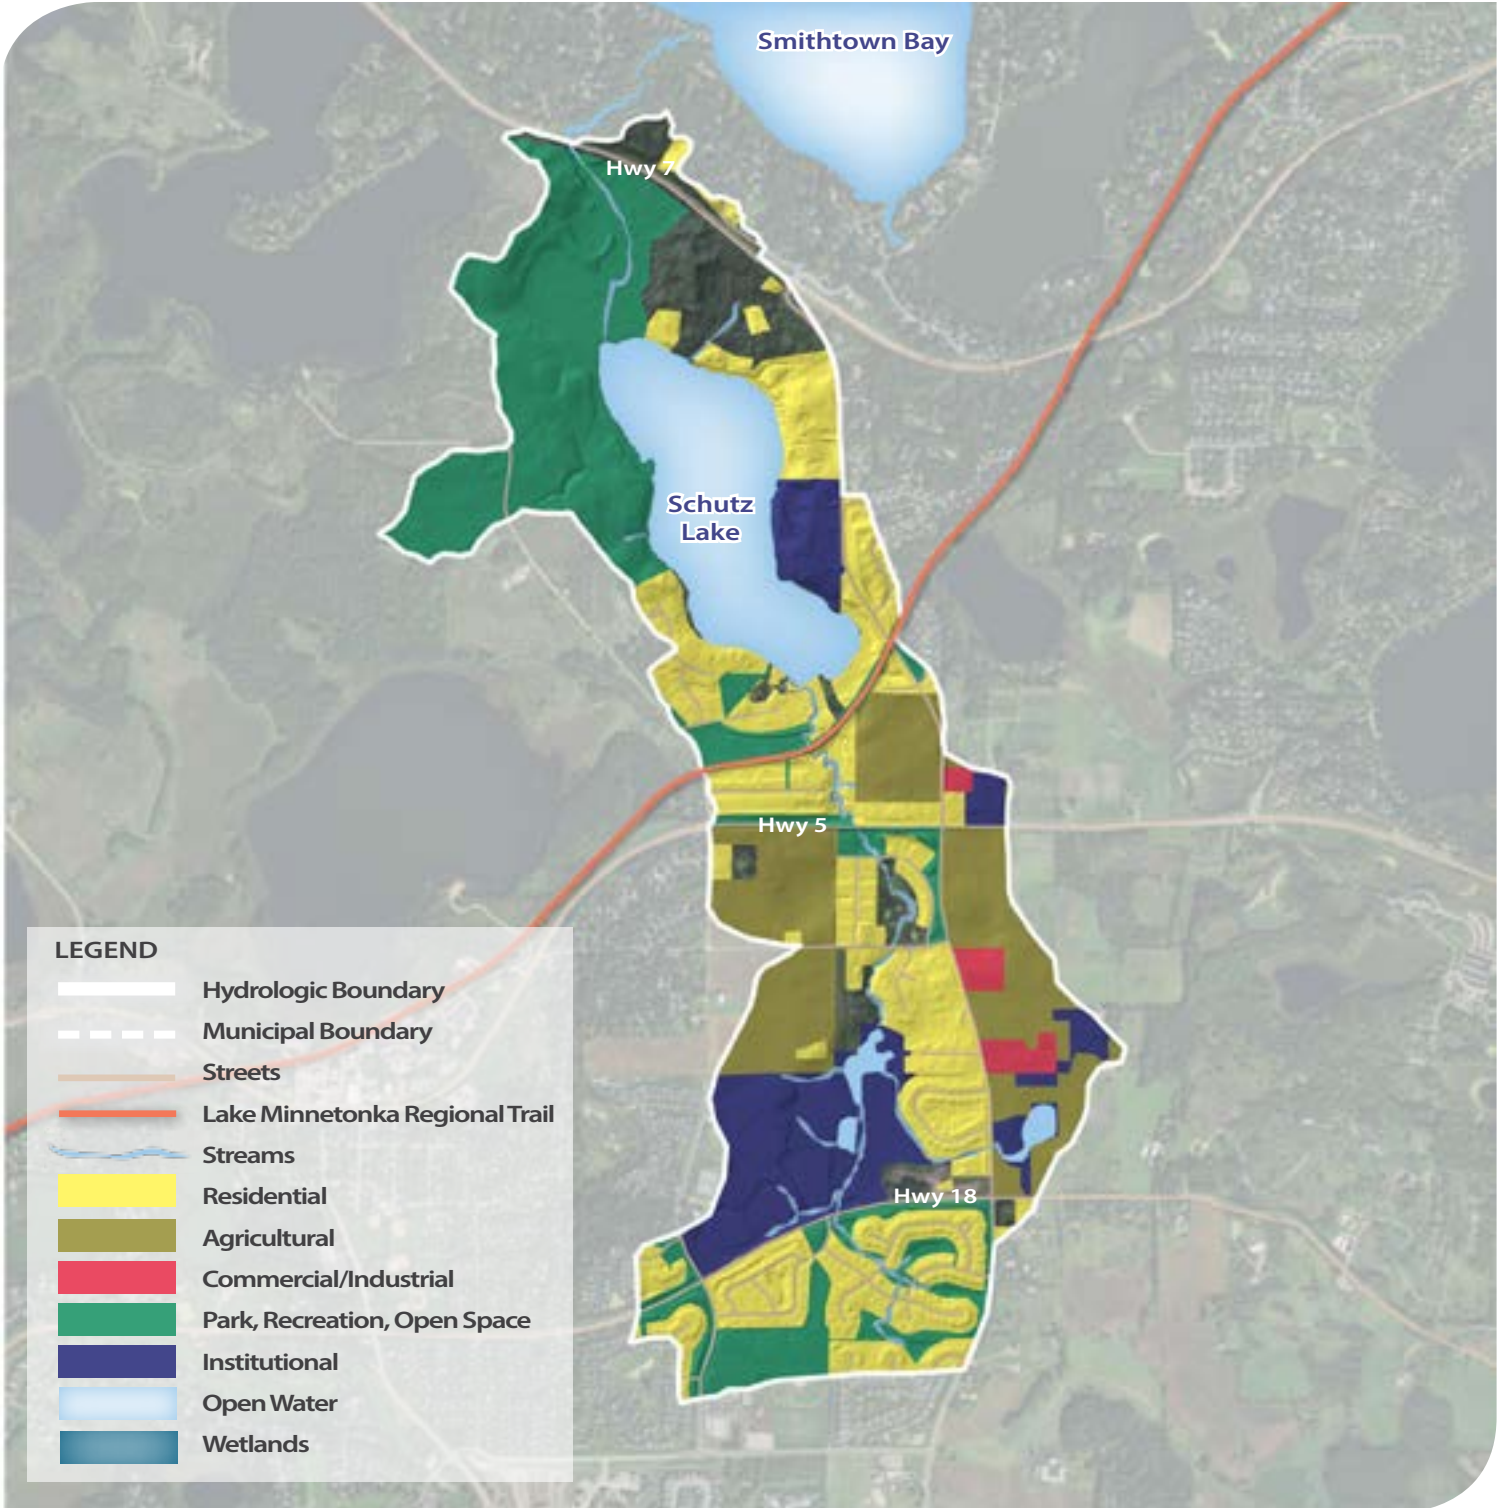 Smithtown Bay
Hwy 7
Schutz
Lake
Hwy 5
Hwy 18
LEGEND
Hydrologic Boundary
Municipal Boundary
Streets
Lake Minnetonka Regional Trail
Streams
Residential
Agricultural
Commercial/Industrial
Park, Recreation, Open Space
Institutional
Open Water
Wetlands